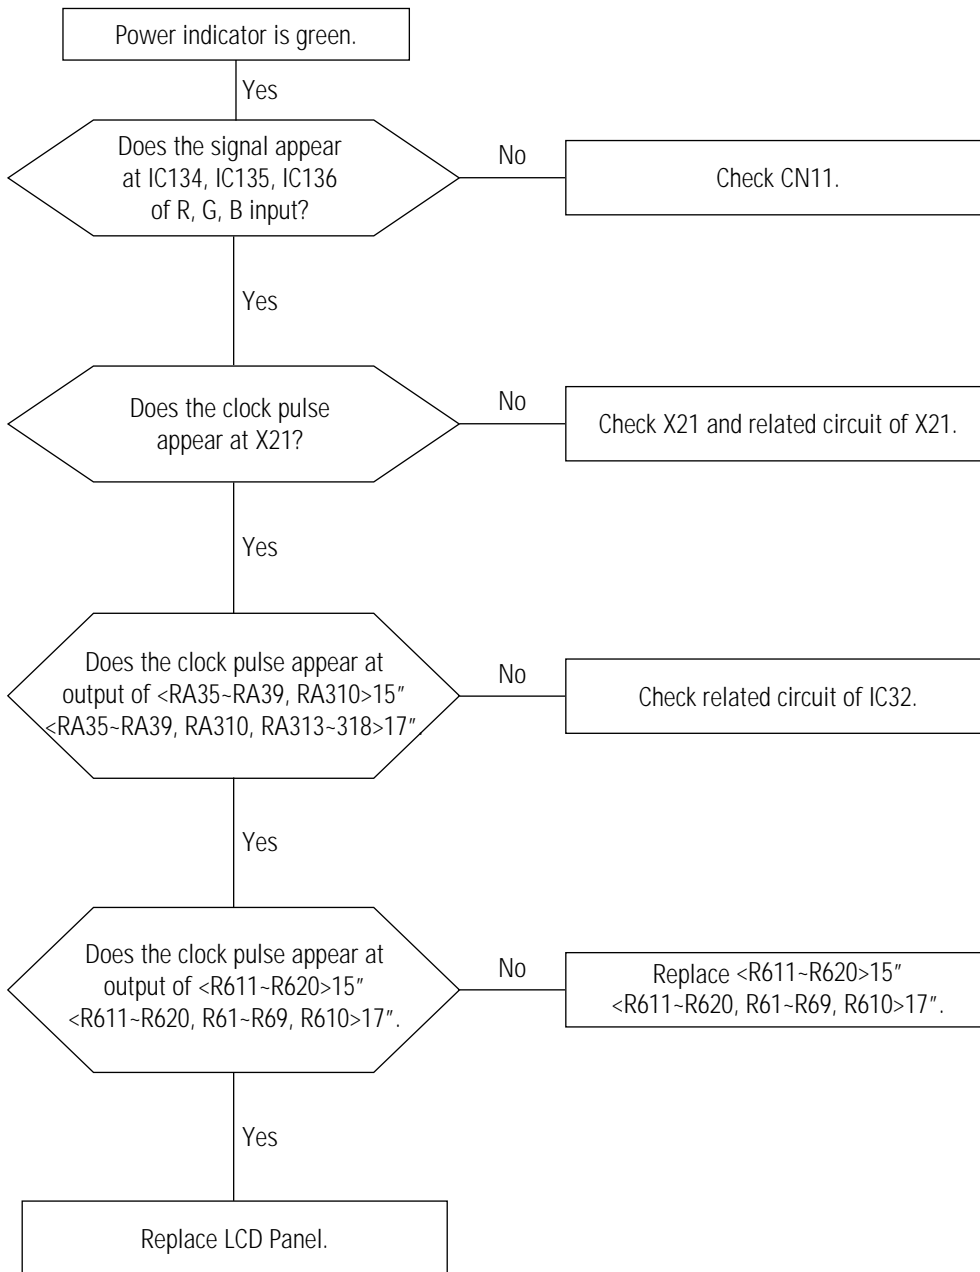 Power indicator is green.
Yes
Does the signal appear
at IC134, IC135, IC136
of R, G, B input?
No
Check CN11.
Yes
Does the clock pulse
appear at X21?
No
Check X21 and related circuit of X21.
Yes
Does the clock pulse appear at
output of <RA35~RA39, RA310>15″
<RA35~RA39, RA310, RA313~318>17″
No
Check related circuit of IC32.
Yes
Does the clock pulse appear at
output of <R611~R620>15″
<R611~R620, R61~R69, R610>17″.
No
Replace <R611~R620>15″
<R611~R620, R61~R69, R610>17″.
Yes
Replace LCD Panel.